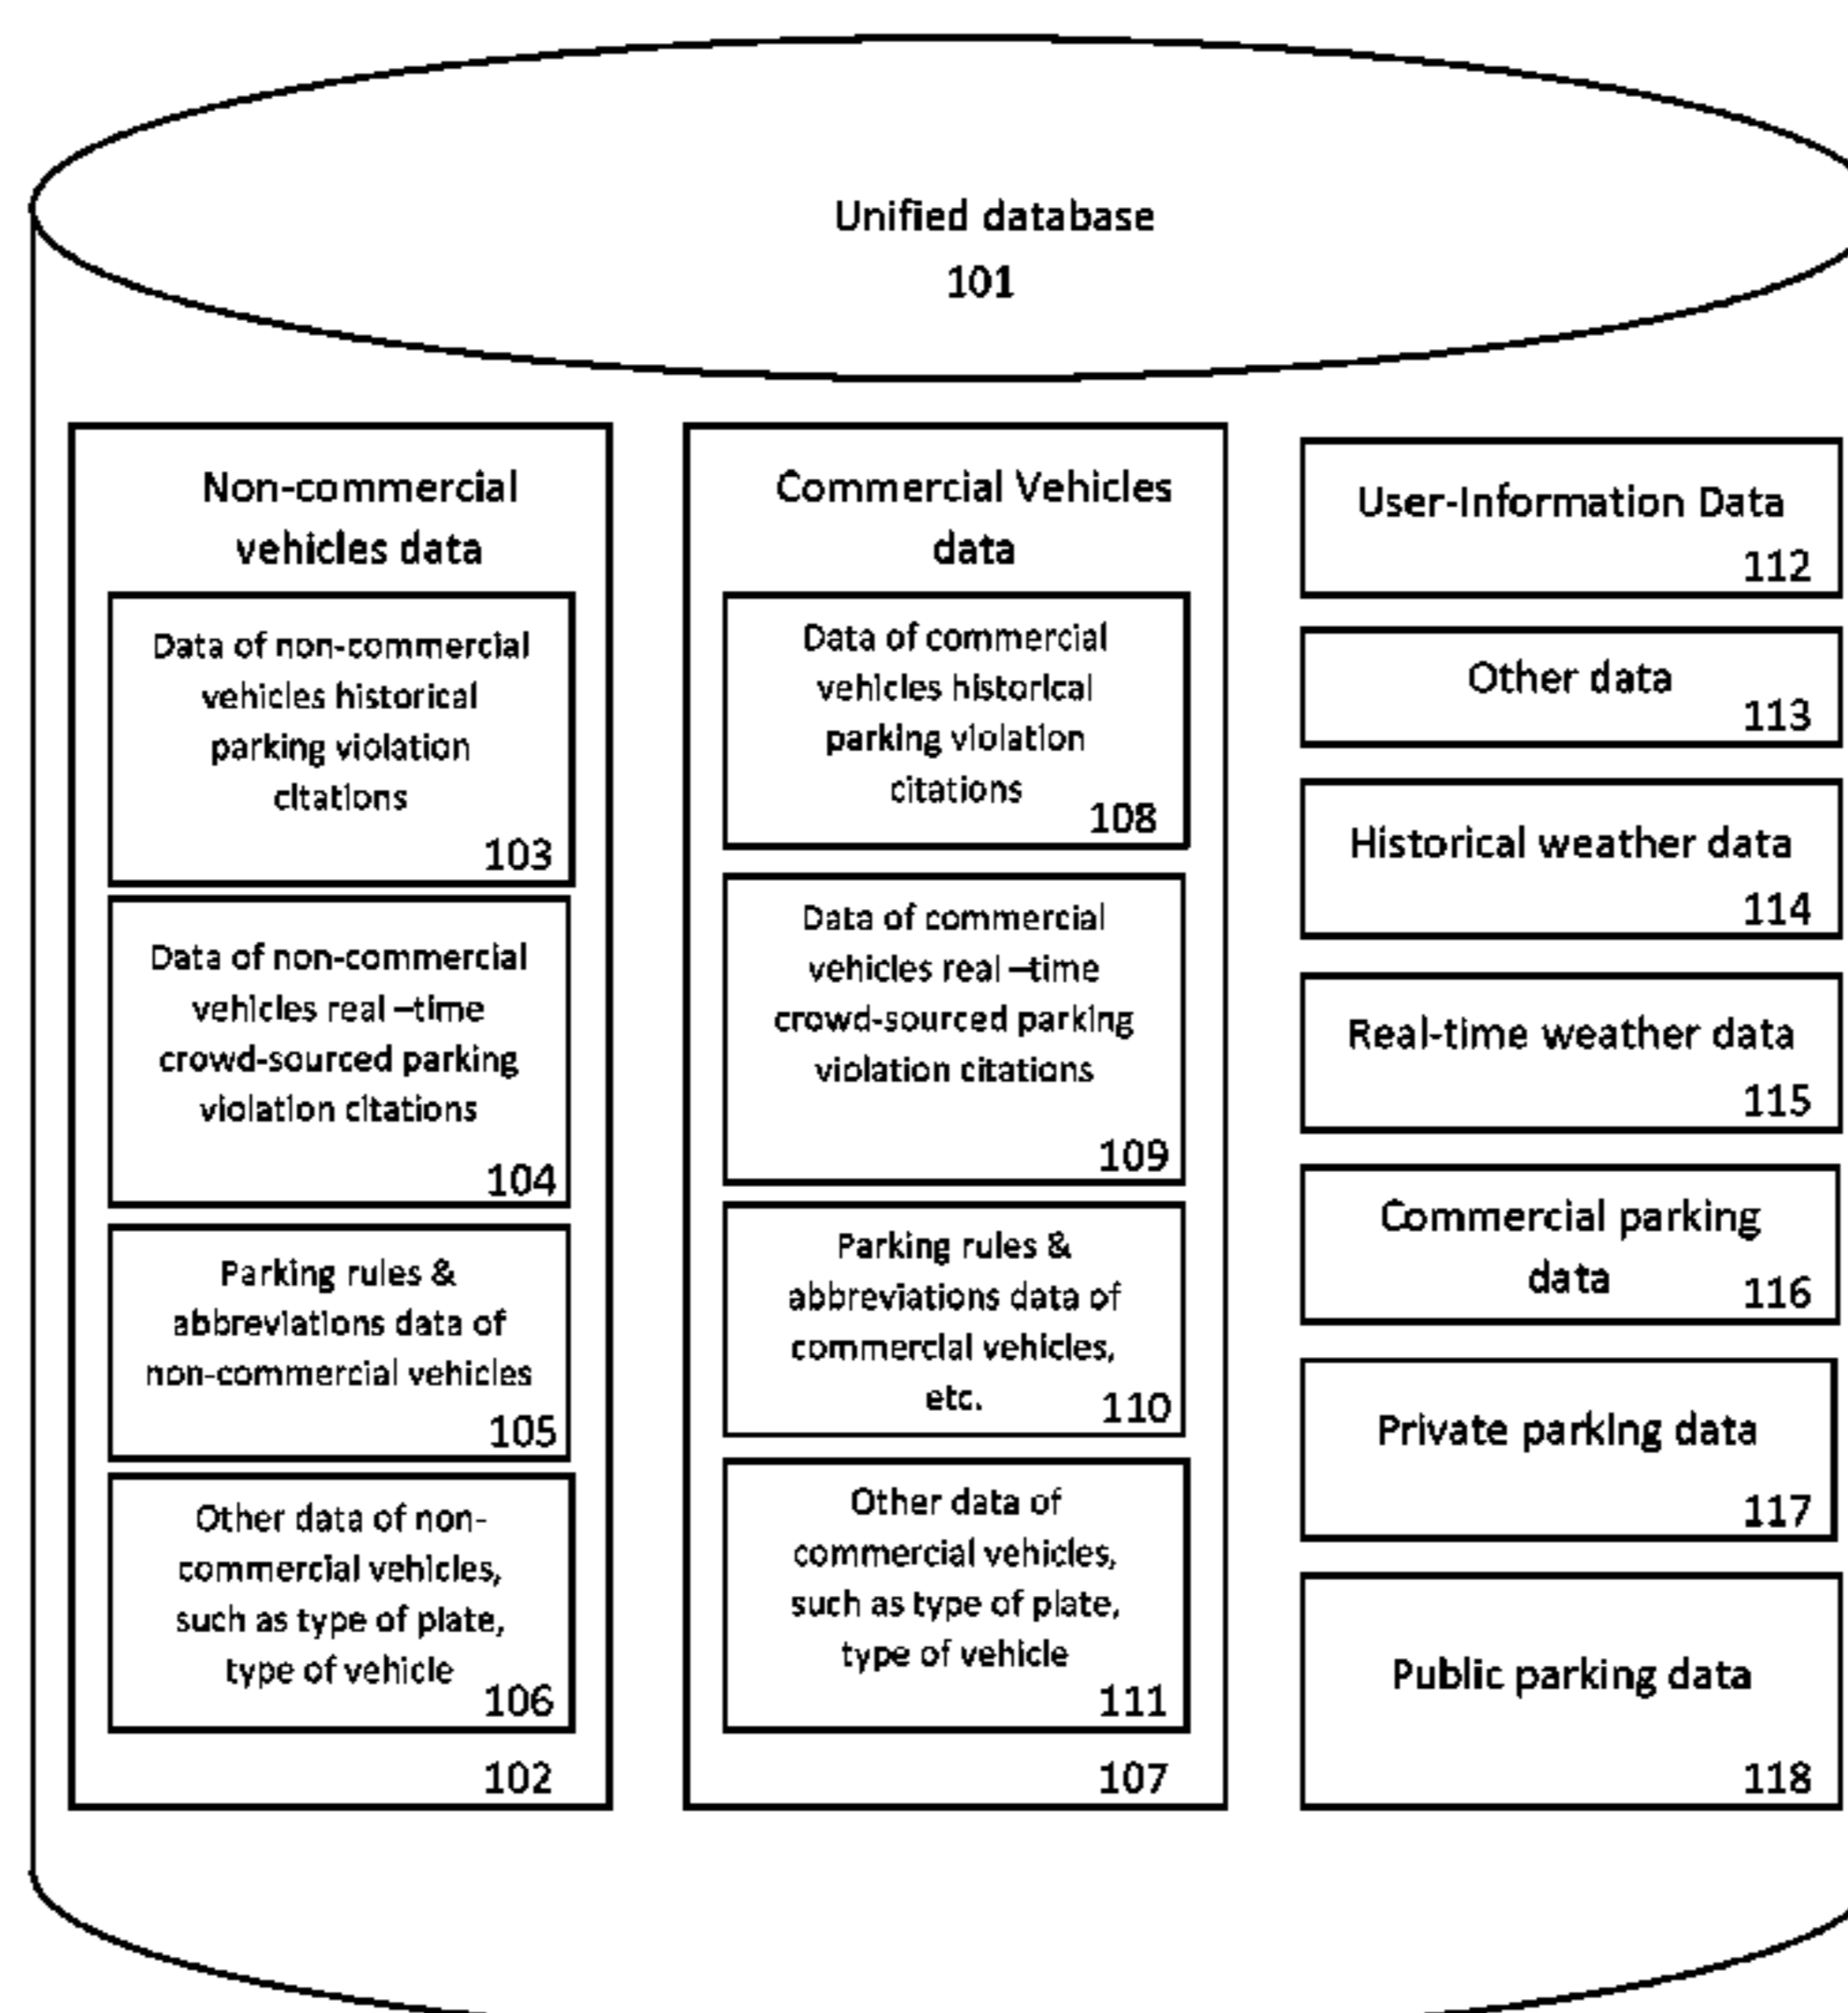 Unified database
101
Non-commercial
vehicles data
Data of non-commercial
vehicles historical
parking violation
citations
103
Data of non-commercial
vehicles real –time
crowd-sourced parking
violation citations
104
Parking rules &
abbreviations data of
non-commercial vehicles
105
Other data of non-
commercial vehicles,
such as type of plate,
type of vehicle
106
102
Commercial Vehicles
data
Data of commercial
vehicles historical
parking violation
citations
108
Data of commercial
vehicles real –time
crowd-sourced parking
violation citations
109
Parking rules &
abbreviations data of
commercial vehicles,
etc.
110
Other data of
commercial vehicles,
such as type of plate,
type of vehicle
111
107
User-Information Data
112
Other data
113
Historical weather data
114
Real-time weather data
115
Commercial parking
data
116
Private parking data
117
Public parking data
118